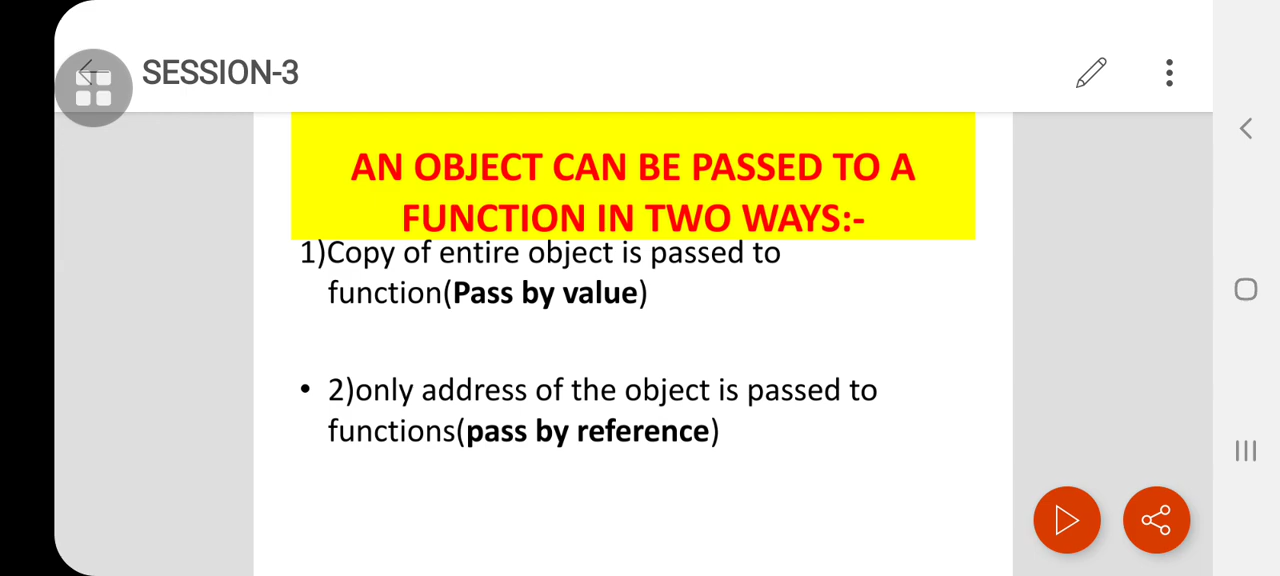 SESSION-3
AN OBJECT CAN BE PASSED TO A
FUNCTION IN TWO WAYS:-
1)Copy of entire object is passed to
function(Pass by value)
• 2)only address of the object is passed to
functions(pass by reference)